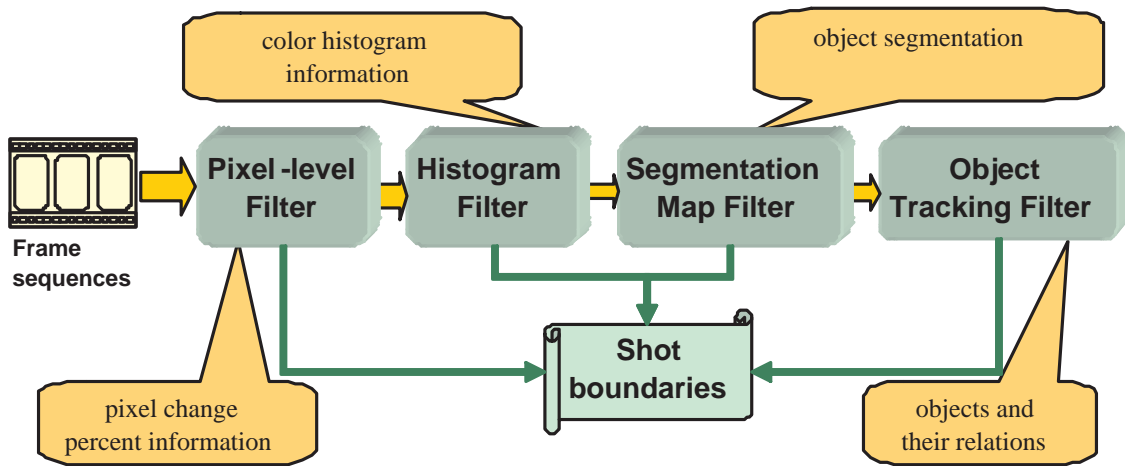 color histogram
information
object segmentation
Pixel -level
Filter
Histogram
Filter
Segmentation
Map Filter
Object
Tracking Filter
Frame
sequences
Shot
boundaries
pixel change
percent information
objects and
their relations